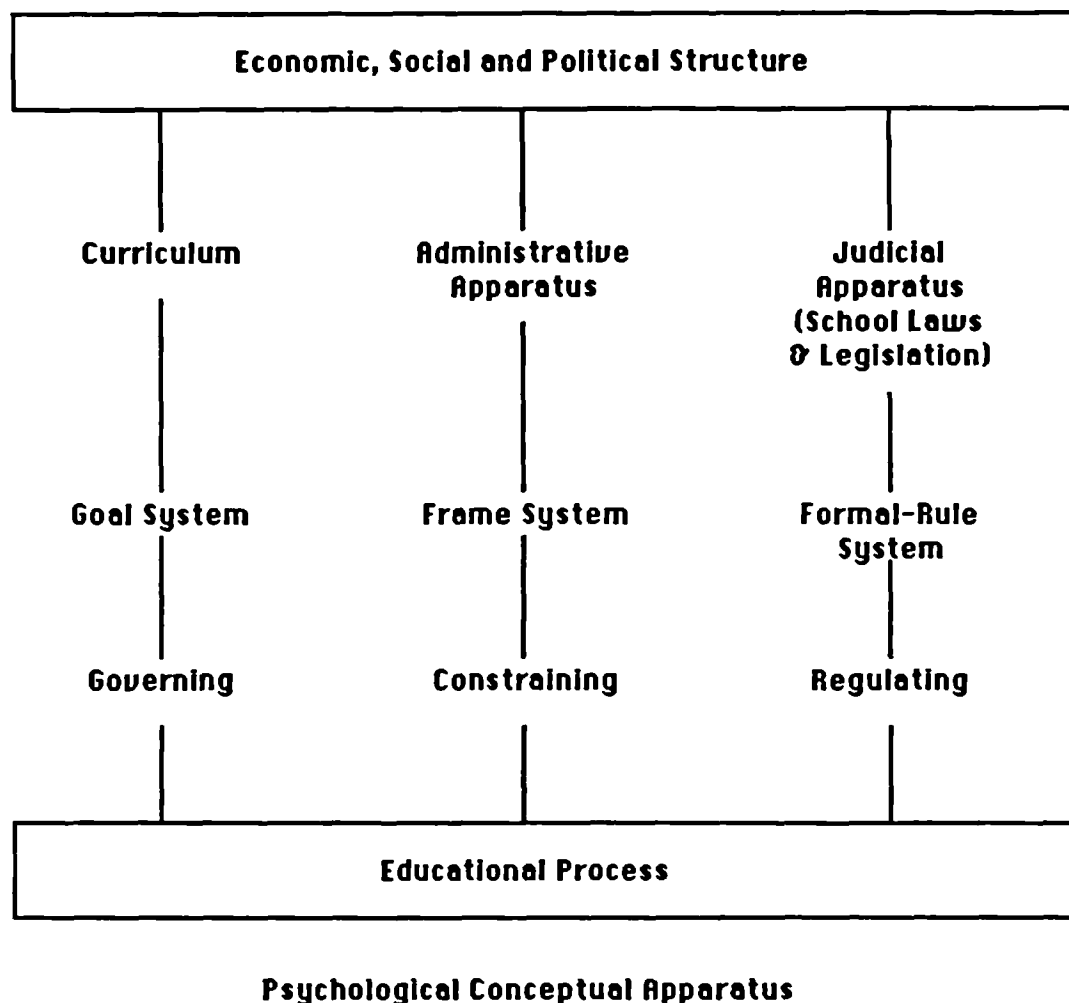 Economic, Social and Political Structure
Curriculum
Administrative
Apparatus
Judicial
Apparatus
(School Laws
& Legislation)
Goal System
Frame System
Formal-Rule
System
Governing
Constraining
Regulating
Educational Process
Psychological Conceptual Apparatus